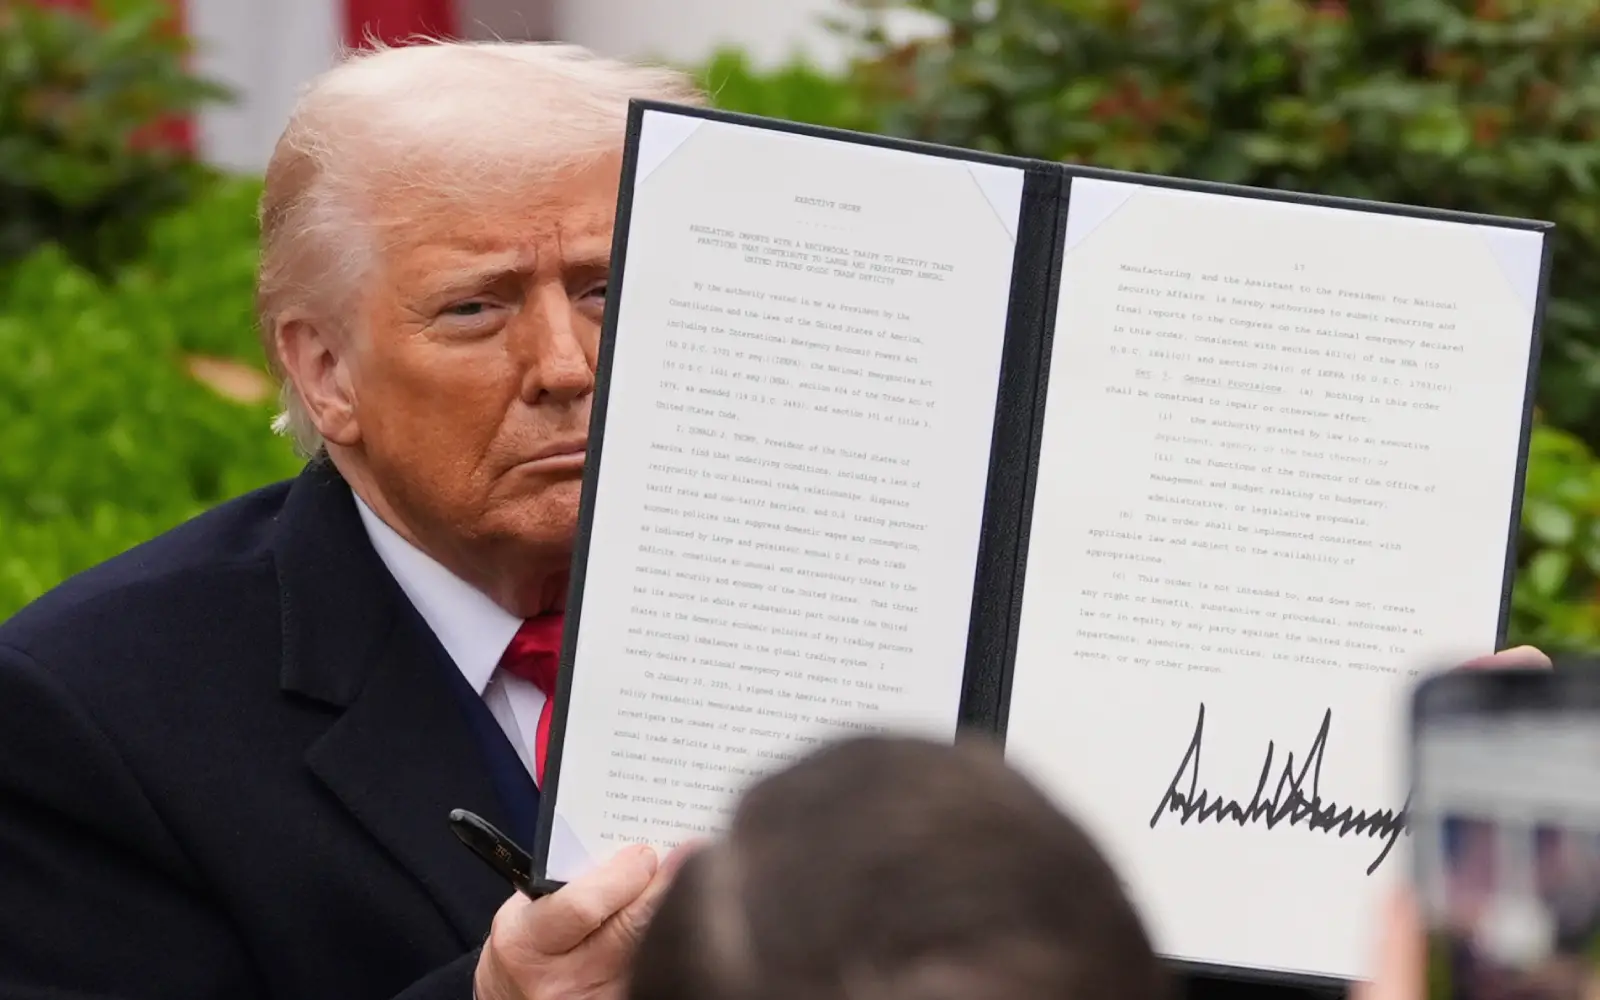 EXECUTIVE ORDER
- - - - - - -
REGULATING IMPORTS WITH A RECIPROCAL TARIFF TO RECTIFY TRADE
PRACTICES THAT CONTRIBUTE TO LARGE AND PERSISTENT ANNUAL
UNITED STATES GOODS TRADE DEFICITS
By the authority vested in me as President by the
Constitution and the laws of the United States of America,
including the International Emergency Economic Powers Act
(50 U.S.C. 1701 et seq.)(IEEPA), the National Emergencies Act
(50 U.S.C. 1601 et seq.)(NEA), section 604 of the Trade Act of
1974, as amended (19 U.S.C. 2483), and section 301 of title 3,
United States Code,
I, DONALD J. TRUMP, President of the United States of
America, find that underlying conditions, including a lack of
reciprocity in our bilateral trade relationships, disparate
tariff rates and non-tariff barriers, and U.S. trading partners'
economic policies that suppress domestic wages and consumption,
as indicated by large and persistent annual U.S. goods trade
deficits, constitute an unusual and extraordinary threat to the
national security and economy of the United States. That threat
has its source in whole or substantial part outside the United
States in the domestic economic policies of key trading partners
and structural imbalances in the global trading system. I
hereby declare a national emergency with respect to this threat.
On January 20, 2025, I signed the America First Trade
Policy Presidential Memorandum directing my Administration
investigate the causes of our country's large
annual trade deficits in goods, including
national security implications and
deficits, and to undertake a
trade practices by other
I signed a Presidential
and Tariffs," that
17
Manufacturing, and the Assistant to the President for National
Security Affairs, is hereby authorized to submit recurring and
final reports to the Congress on the national emergency declared
in this order, consistent with section 401(c) of the NEA (50
U.S.C. 1641(c)) and section 204(c) of IEEPA (50 U.S.C. 1703(c)).
Sec. 7. General Provisions. (a) Nothing in this order
shall be construed to impair or otherwise affect:
(i) the authority granted by law to an executive
department, agency, or the head thereof; or
(ii) the functions of the Director of the Office of
Management and Budget relating to budgetary,
administrative, or legislative proposals.
(b) This order shall be implemented consistent with
applicable law and subject to the availability of
appropriations.
(c) This order is not intended to, and does not, create
any right or benefit, substantive or procedural, enforceable at
law or in equity by any party against the United States, its
departments, agencies, or entities, its officers, employees, or
agents, or any other person.